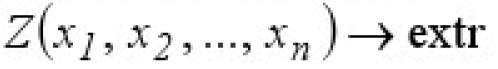 Z(x₁, x₂, ..., xₙ) → extr